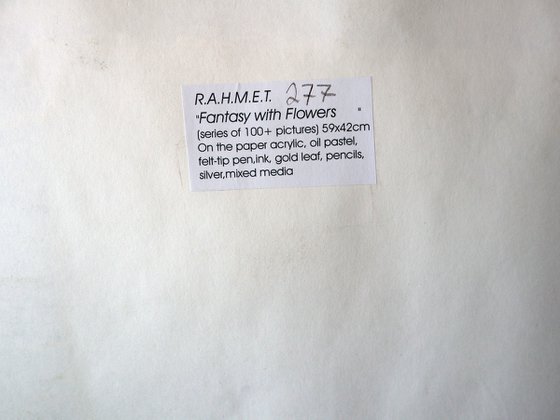 R.A.H.M.E.T. 277
"Fantasy with Flowers "
(series of 100+ pictures) 59x42cm
On the paper acrylic, oil pastel,
felt-tip pen,ink, gold leaf, pencils,
silver,mixed media